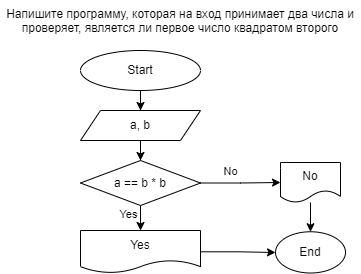 Напишите программу, которая на вход принимает два числа и
проверяет, является ли первое число квадратом второго
Start
a, b
a == b * b
No
No
Yes
Yes
End